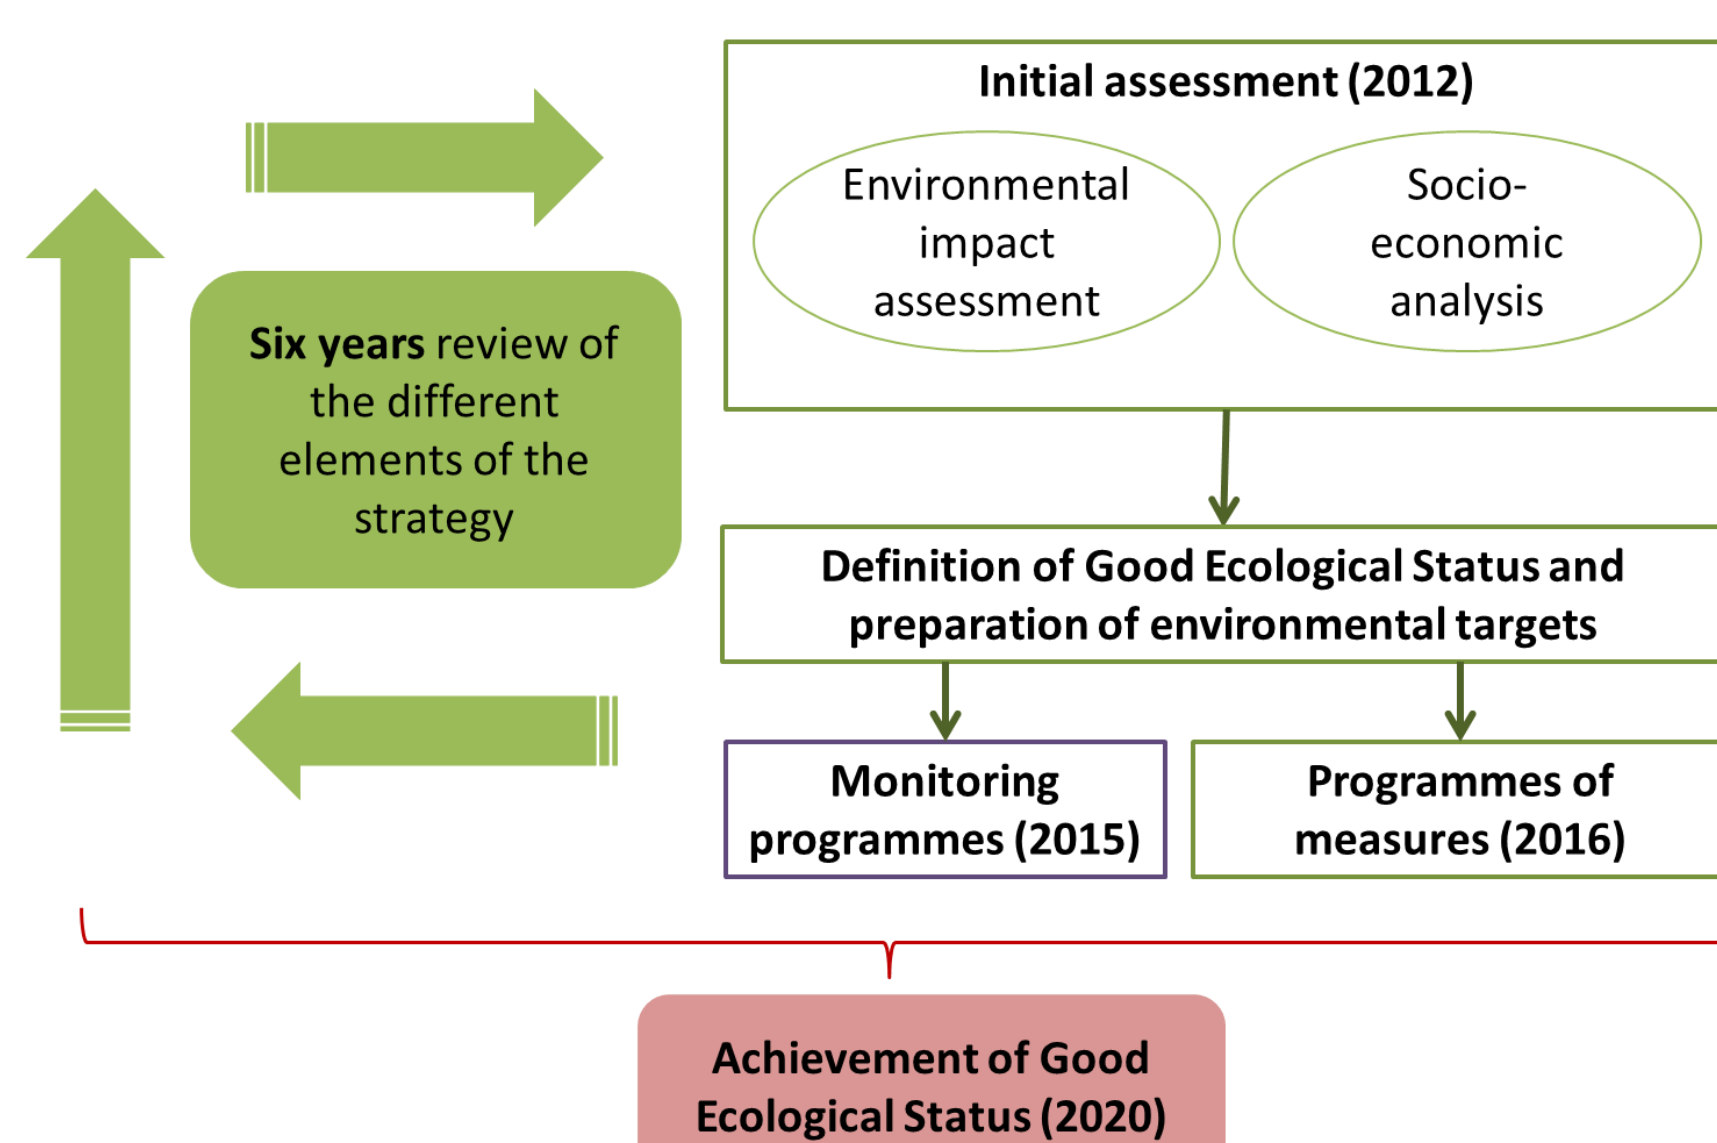 Initial assessment (2012)
Environmental
impact
assessment
Socio-
economic
analysis
Six years review of
the different
elements of the
strategy
Definition of Good Ecological Status and
preparation of environmental targets
Monitoring
programmes (2015)
Programmes of
measures (2016)
Achievement of Good
Ecological Status (2020)